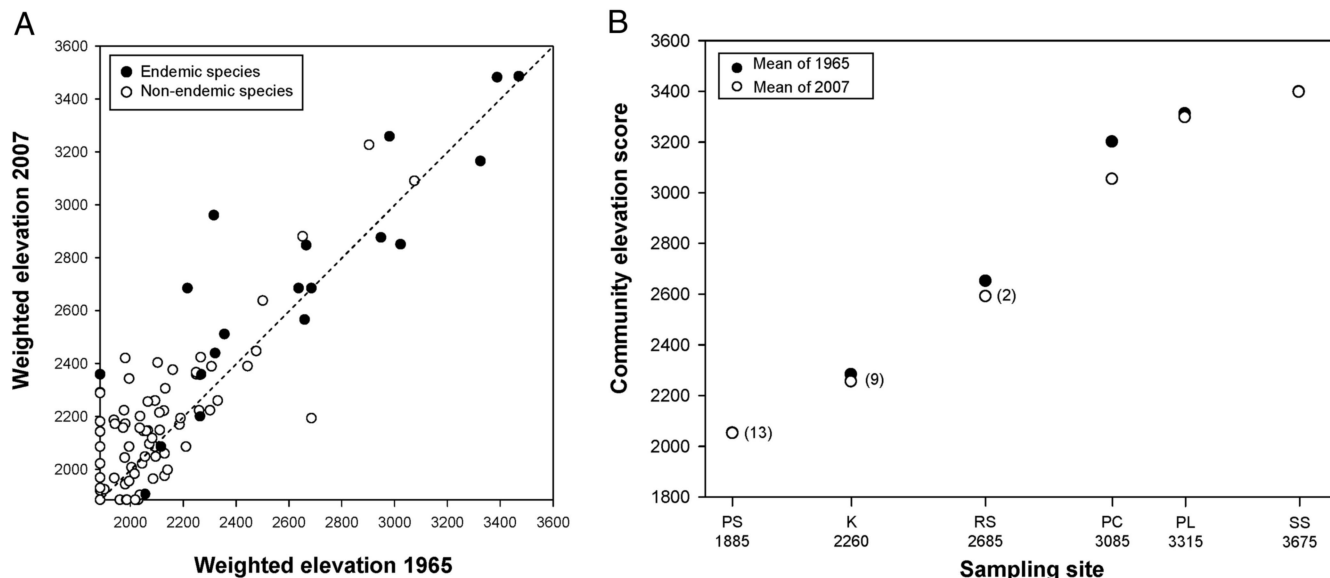 A
3600
3400
3200
3000
2800
2600
2400
2200
2000
Weighted elevation 2007
Endemic species
Non-endemic species
2000 2200 2400 2600 2800 3000 3200 3400 3600
Weighted elevation 1965
B
3600
3400
3200
3000
2800
2600
2400
2200
2000
1800
Community elevation score
Mean of 1965
Mean of 2007
(2)
(9)
(13)
PS K RS PC PL SS
1885 2260 2685 3085 3315 3675
Sampling site